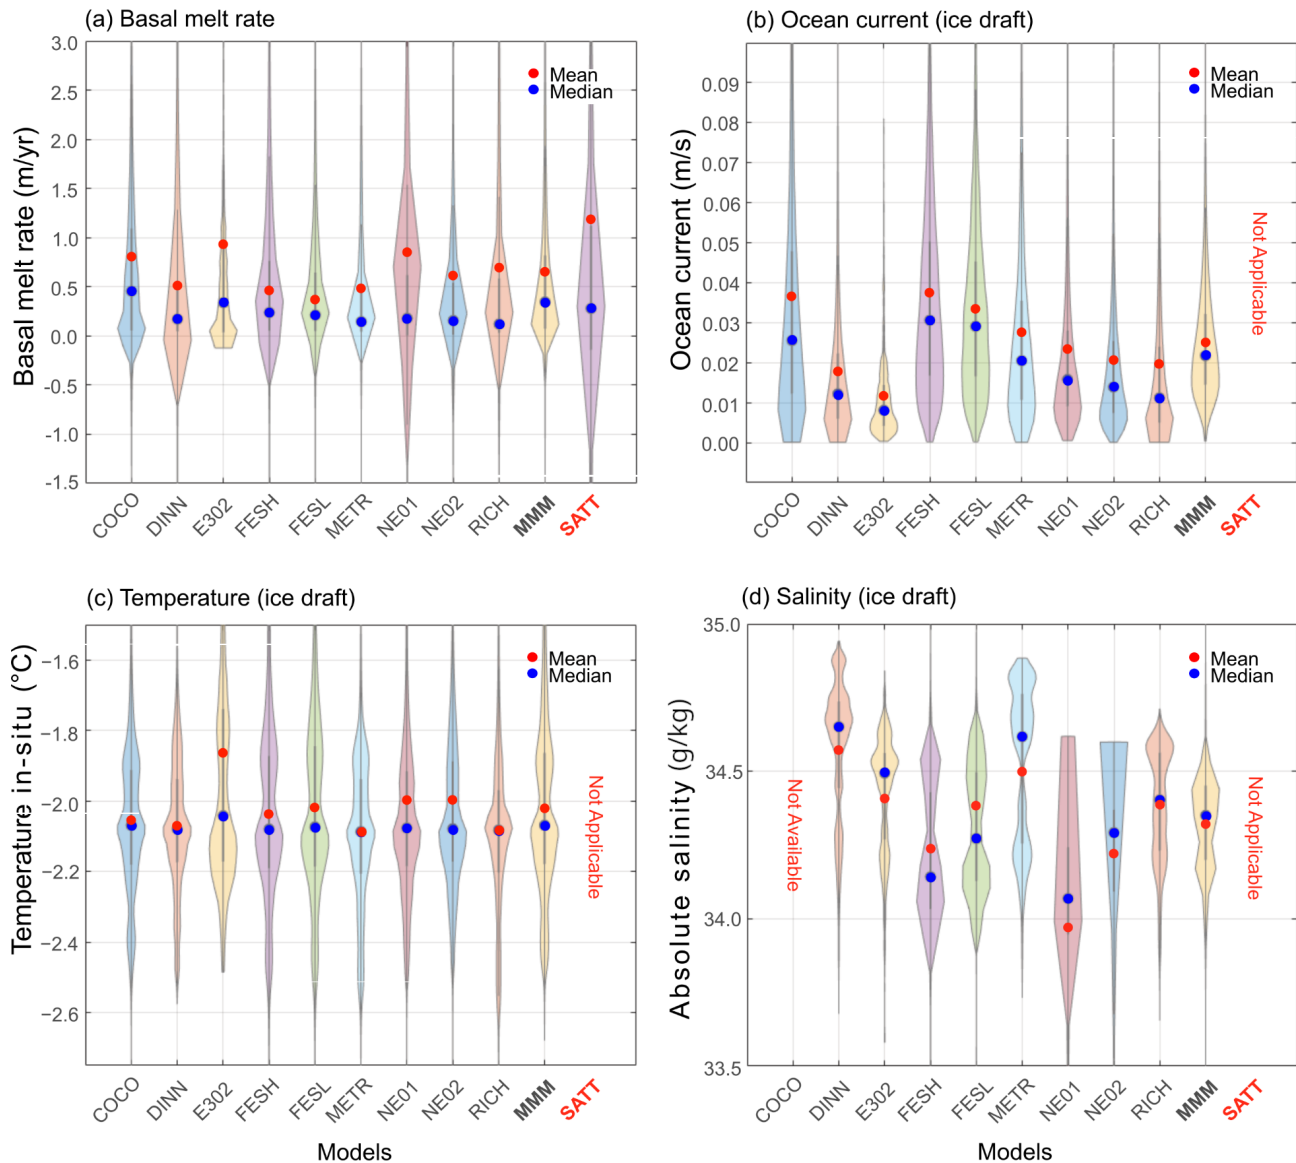 (a) Basal melt rate
Basal melt rate (m/yr)
3.0
2.5
2.0
1.5
1.0
0.5
0.0
-0.5
-1.0
-1.5
Mean
Median
COCO
DINN
E302
FESH
FESL
METR
NE01
NE02
RICH
MMM
SATT
(b) Ocean current (ice draft)
Ocean current (m/s)
0.09
0.08
0.07
0.06
0.05
0.04
0.03
0.02
0.01
0.00
Mean
Median
Not Applicable
COCO
DINN
E302
FESH
FESL
METR
NE01
NE02
RICH
MMM
SATT
(c) Temperature (ice draft)
Temperature in-situ (°C)
−1.6
−1.8
−2.0
−2.2
−2.4
−2.6
Mean
Median
Not Applicable
COCO
DINN
E302
FESH
FESL
METR
NE01
NE02
RICH
MMM
SATT
Models
(d) Salinity (ice draft)
Absolute salinity (g/kg)
35.0
34.5
34.0
33.5
Mean
Median
Not Available
Not Applicable
COCO
DINN
E302
FESH
FESL
METR
NE01
NE02
RICH
MMM
SATT
Models